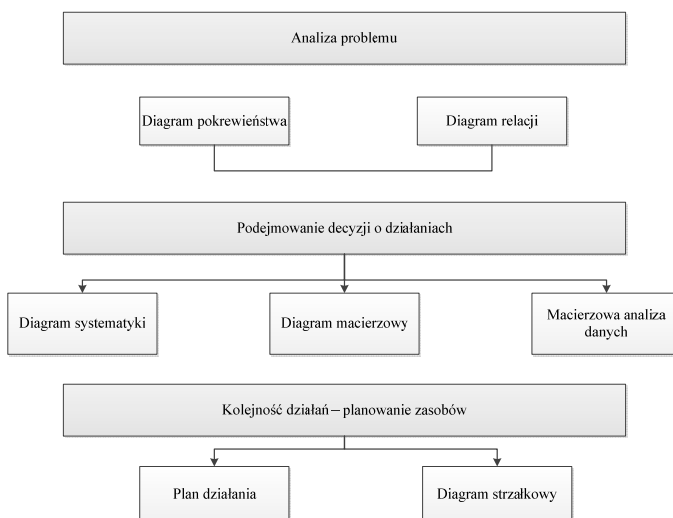 Analiza problemu
Diagram pokrewieństwa
Diagram relacji
Podejmowanie decyzji o działaniach
Diagram systematyki
Diagram macierzowy
Macierzowa analiza
danych
Kolejność działań – planowanie zasobów
Plan działania
Diagram strzałkowy